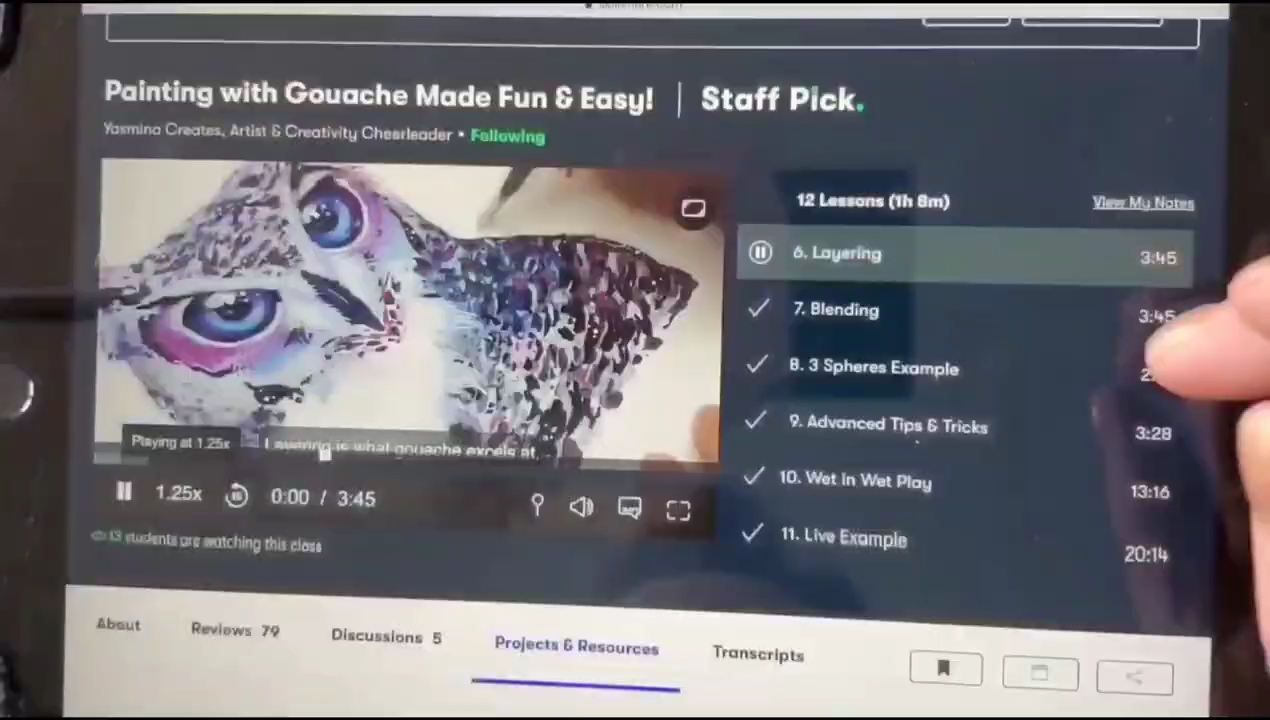 Painting with Gouache Made Fun & Easy! | Staff Pick.
Yasmina Creates, Artist & Creativity Cheerleader • Following
12 Lessons (1h 8m)
View My Notes
6. Layering 3:45
7. Blending 3:45
8. 3 Spheres Example
9. Advanced Tips & Tricks 3:28
10. Wet In Wet Play 13:16
11. Live Example 20:14
Playing at 1.25x
Layering is what gouache excels at,
1.25x 15 0:00 / 3:45
13 students are watching this class
About Reviews 79 Discussions 5 Projects & Resources Transcripts